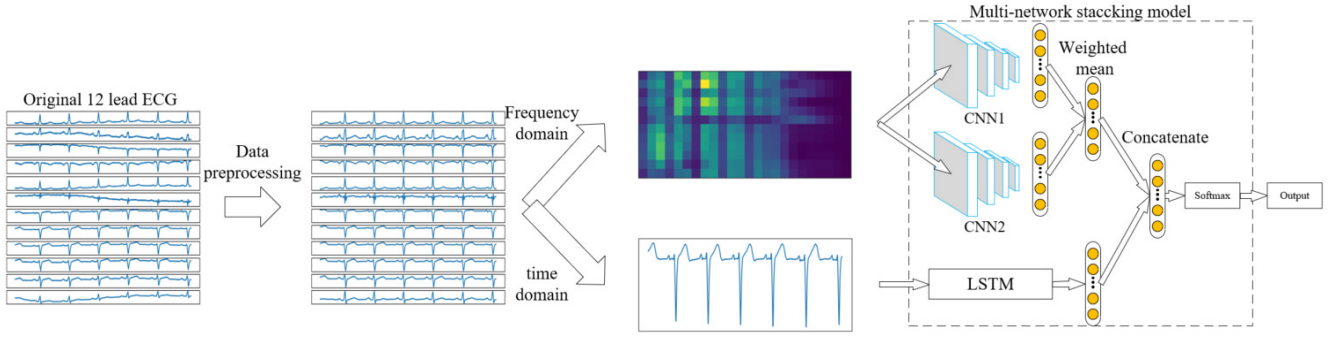 Multi-network staccking model
Original 12 lead ECG
Data
preprocessing
Frequency
domain
time
domain
CNN1
CNN2
LSTM
Weighted
mean
Concatenate
Softmax
Output